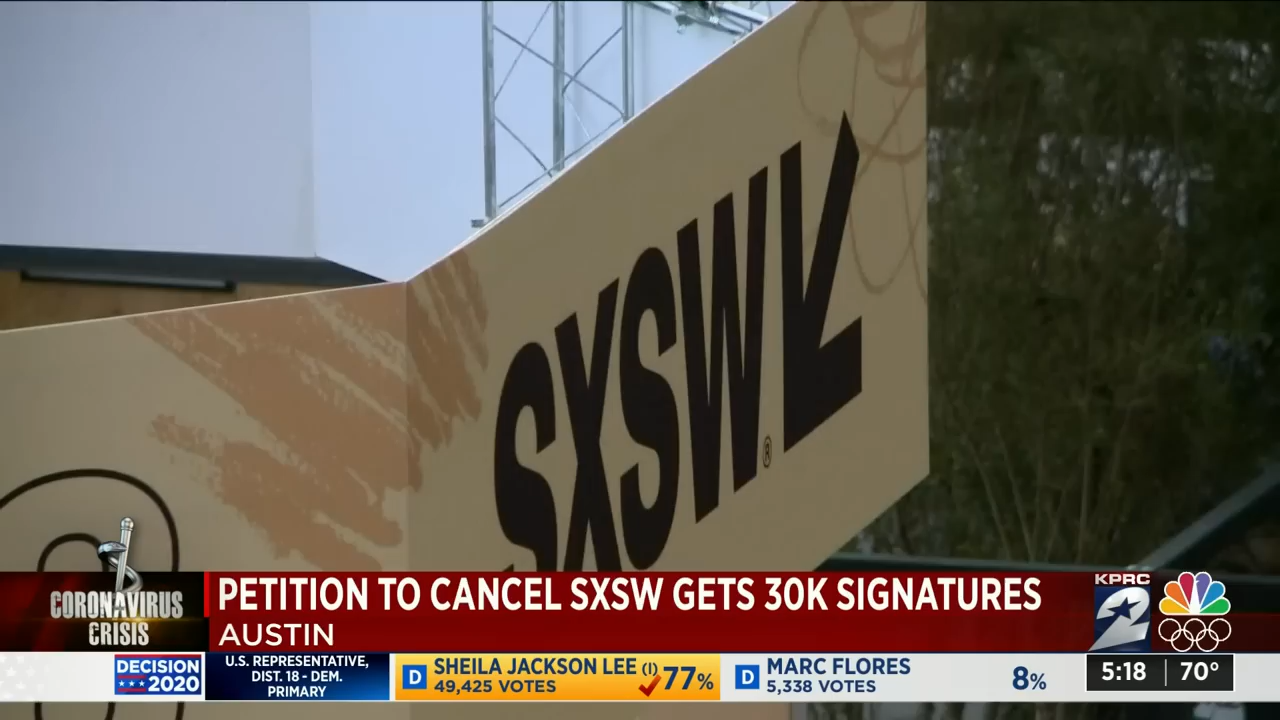 SXSW
®
CORONAVIRUS
CRISIS
PETITION TO CANCEL SXSW GETS 30K SIGNATURES
AUSTIN
KPRC
2
DECISION
2020
U.S. REPRESENTATIVE,
DIST. 18 - DEM.
PRIMARY
D
SHEILA JACKSON LEE (I)
49,425 VOTES
77%
D
MARC FLORES
5,338 VOTES
8%
5:18
70°